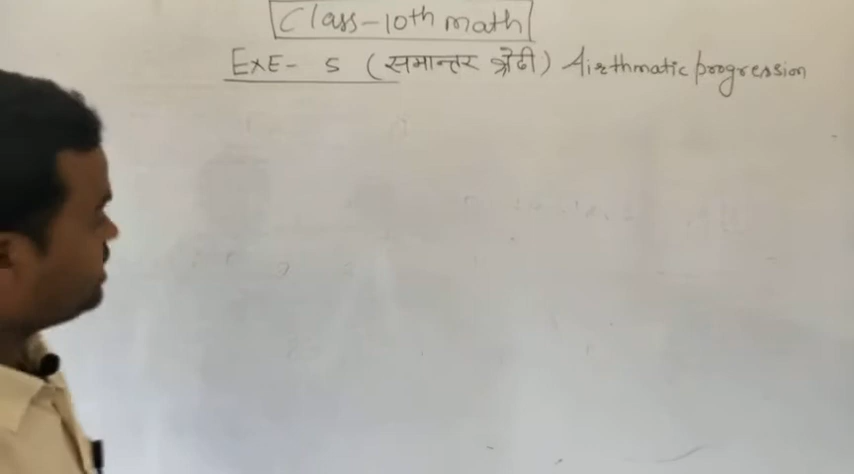 Class-10th math
EXE- 5 (समान्तर श्रेढी) Airthmatic progression